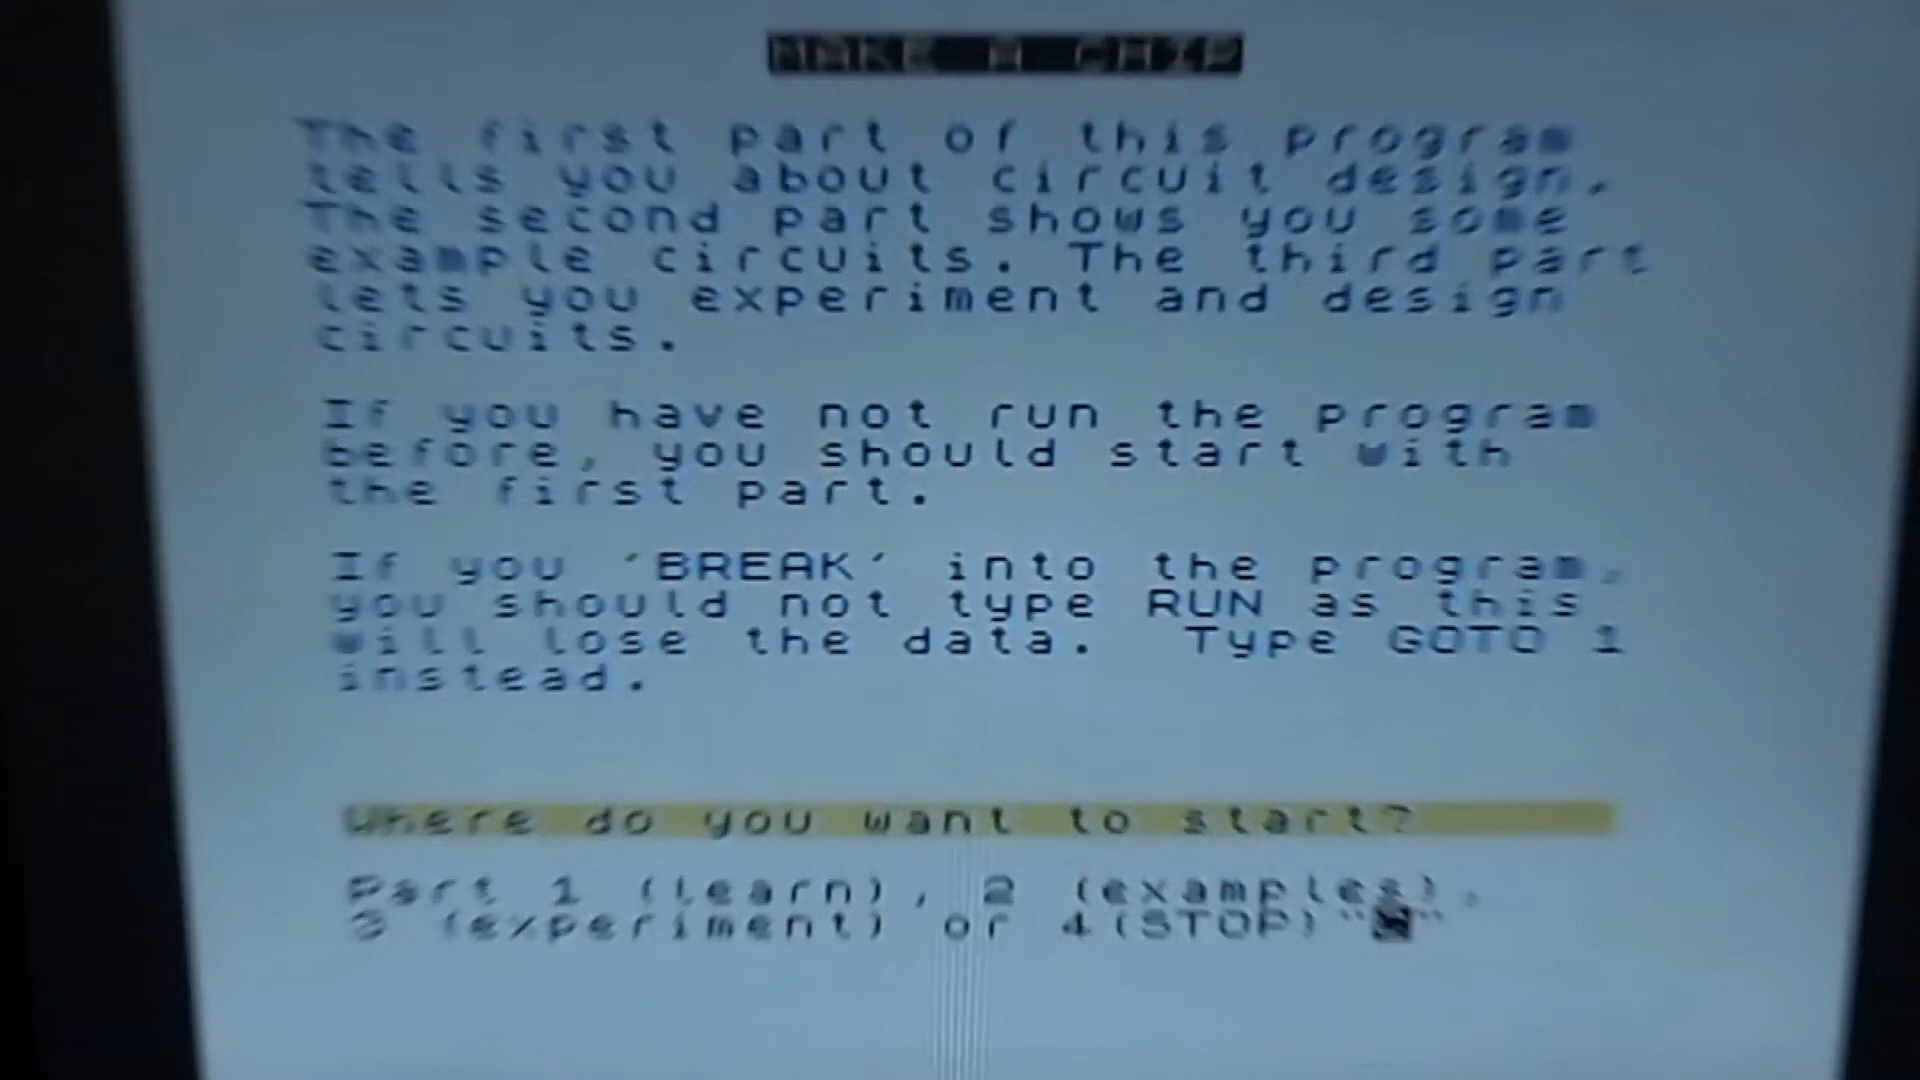 MAKE A CHIP
The first part of this program
tells you about circuit design.
The second part shows you some
example circuits. The third part
lets you experiment and design
circuits.
If you have not run the program
before, you should start with
the first part.
If you 'BREAK' into the program,
you should not type RUN as this
will lose the data. Type GOTO 1
instead.
Where do you want to start?
Part 1 (learn), 2 (examples),
3 (experiment) or 4(STOP)" "